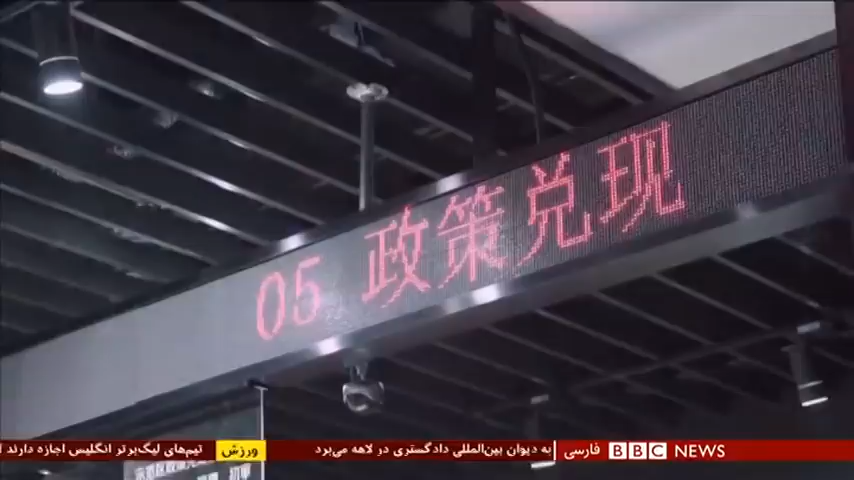 05 政策兑现
تیم‌های لیگ‌برتر انگلیس اجازه دارند
ورزش
به دیوان بین‌المللی دادگستری در لاهه می‌برد
فارسی BBC NEWS